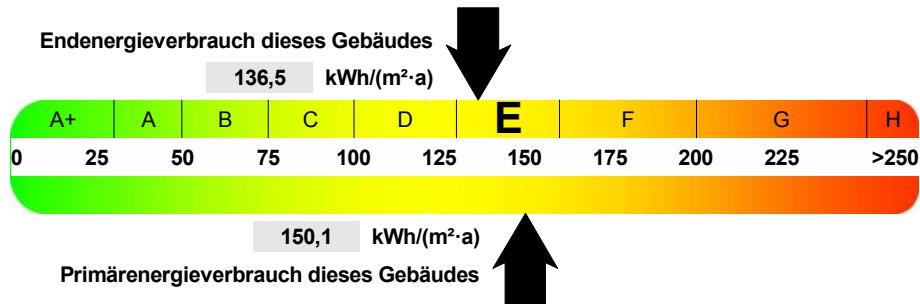 Endenergieverbrauch dieses Gebäudes
136,5 kWh/(m²·a)
A+ A B C D E F G H
0 25 50 75 100 125 150 175 200 225 >250
150,1 kWh/(m²·a)
Primärenergieverbrauch dieses Gebäudes